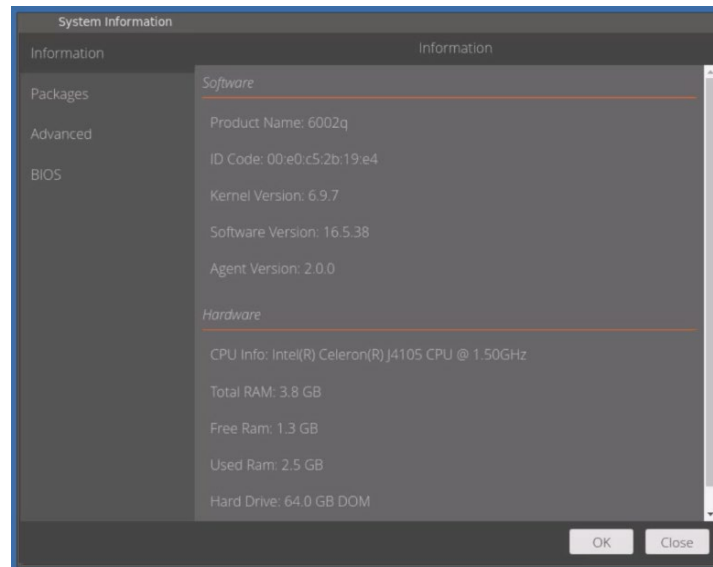 System Information
Information
Packages
Advanced
BIOS
Information
Software
Product Name: 6002q
ID Code: 00:e0:c5:2b:19:e4
Kernel Version: 6.9.7
Software Version: 16.5.38
Agent Version: 2.0.0
Hardware
CPU Info: Intel(R) Celeron(R) J4105 CPU @ 1.50GHz
Total RAM: 3.8 GB
Free Ram: 1.3 GB
Used Ram: 2.5 GB
Hard Drive: 64.0 GB DOM
OK
Close